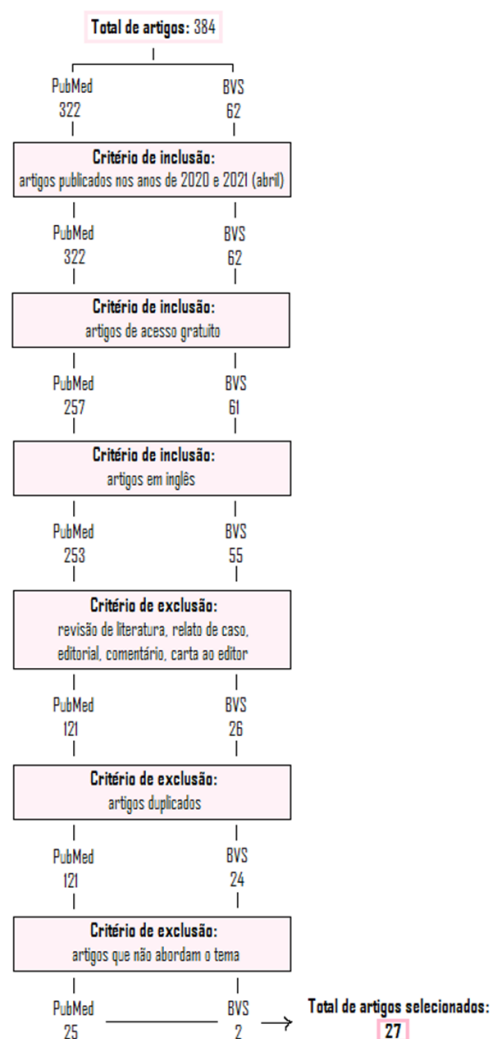 Total de artigos: 384
PubMed BVS
322 62
Critério de inclusão:
artigos publicados nos anos de 2020 e 2021 (abril)
PubMed BVS
322 62
Critério de inclusão:
artigos de acesso gratuito
PubMed BVS
257 61
Critério de inclusão:
artigos em inglês
PubMed BVS
253 55
Critério de exclusão:
revisão de literatura, relato de caso,
editorial, comentário, carta ao editor
PubMed BVS
121 26
Critério de exclusão:
artigos duplicados
PubMed BVS
121 24
Critério de exclusão:
artigos que não abordam o tema
PubMed BVS Total de artigos selecionados:
25 2 27